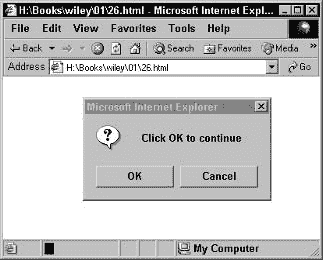 H:\Books\wiley\01\26.html - Microsoft Internet Expl...
File Edit View Favorites Tools Help
Back Search Favorites Media »
Address H:\Books\wiley\01\26.html Go
Microsoft Internet Explorer
? Click OK to continue
OK Cancel
My Computer